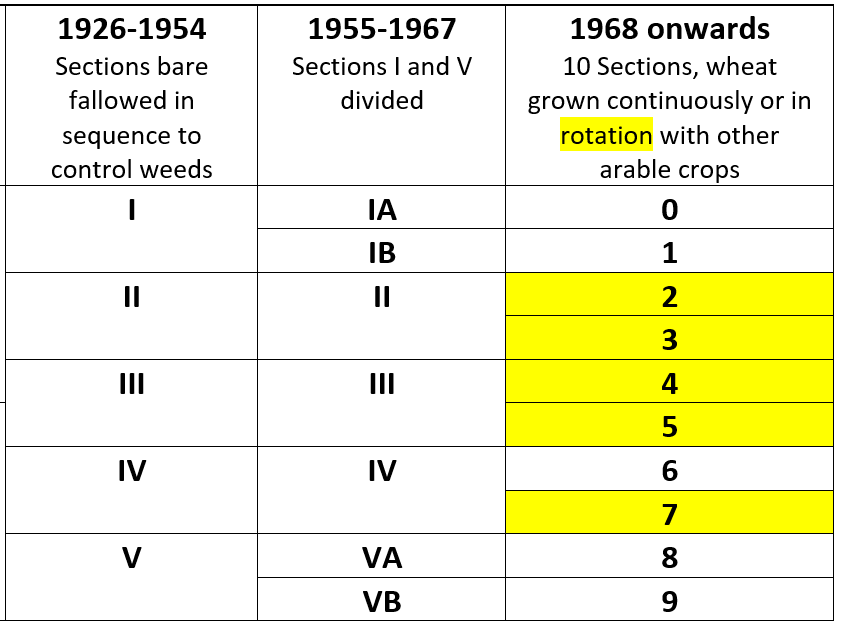 1926-1954 1955-1967 1968 onwards
Sections bare Sections I and V 10 Sections, wheat
fallowed in divided grown continuously or in
sequence to rotation with other
control weeds arable crops
I IA 0
IB 1
II II 2
3
III III 4
5
IV IV 6
7
V VA 8
VB 9